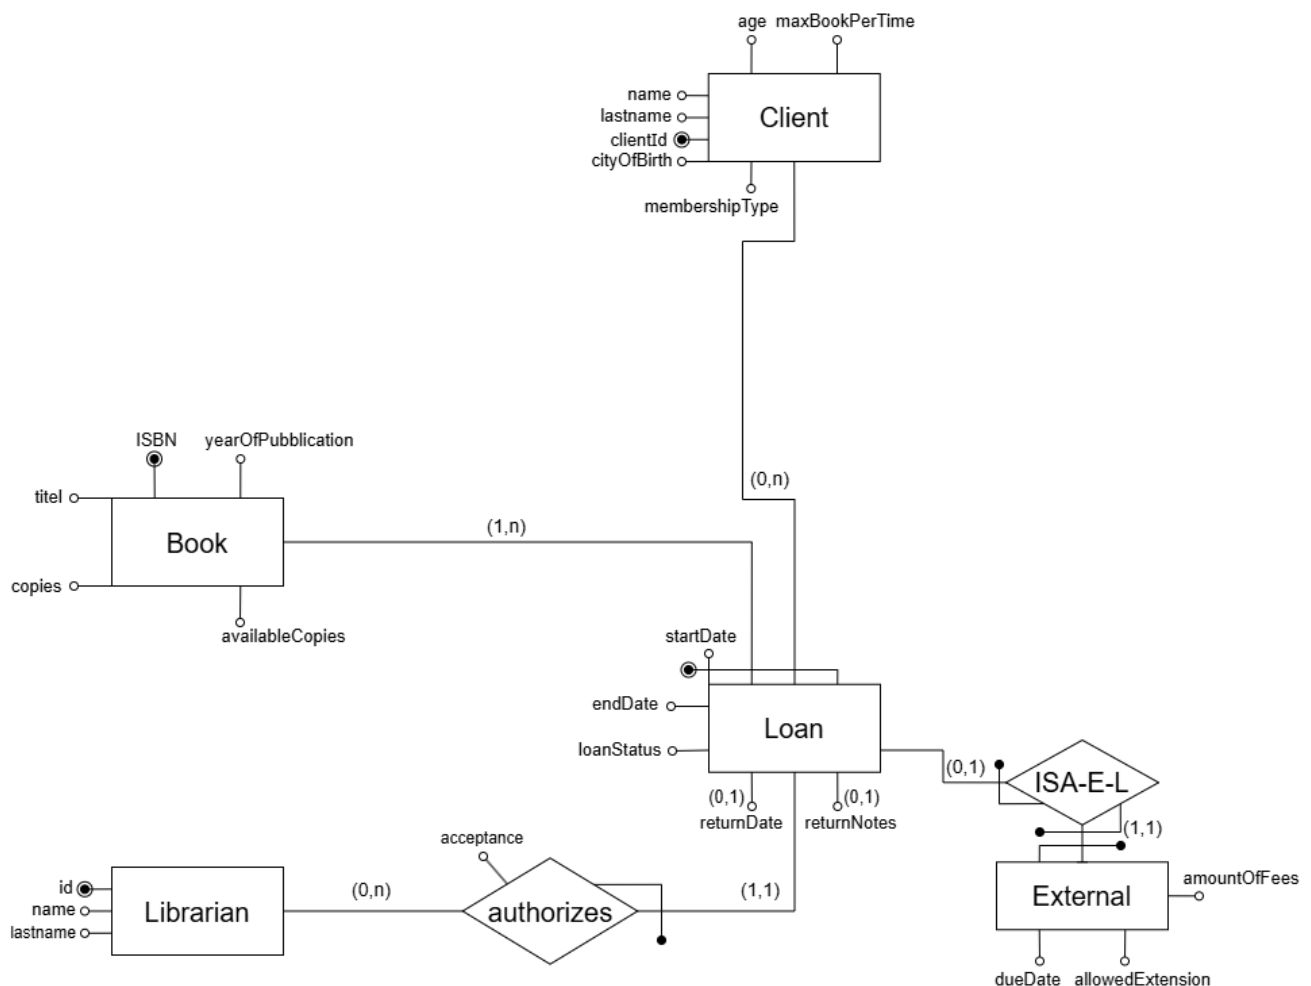 age maxBookPerTime
name
lastname
clientId
cityOfBirth
Client
membershipType
(0,n)
ISBN yearOfPubblication
titel
Book
copies
availableCopies
(1,n)
startDate
endDate
loanStatus
Loan
(0,1) (0,1)
returnDate returnNotes
(0,1)
ISA-E-L
(1,1)
External
amountOfFees
dueDate allowedExtension
acceptance
id
name
lastname
Librarian
(0,n)
authorizes
(1,1)